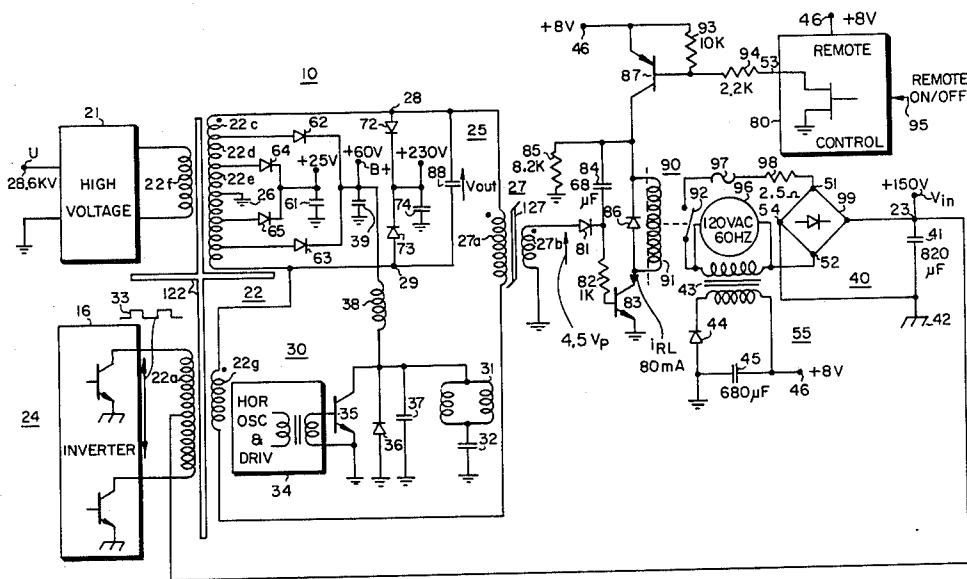 +8V
46
93
10K
46 +8V
87
94
53
2.2K
REMOTE
80
CONTROL
REMOTE
ON/OFF
95
10
21
U
28.6KV
HIGH
VOLTAGE
22f
22c
22d
22e
26
62
64
65
63
61
+25V
+60V
B+
39
28
72
+230V
74
73
29
25
88
Vout
27
127
27a
27b
85
8.2K
84
68
μF
81
82
1K
83
86
4.5 Vp
iRL
80mA
90
91
92
97
98
2.5Ω
96
120VAC
60HZ
51
54
99
52
+150V
Vin
23
41
820
μF
40
42
43
44
55
45
680μF
46
+8V
33
122
22
16
24
INVERTER
22a
22g
30
38
HOR
OSC
&
DRIV
34
35
36
37
31
32